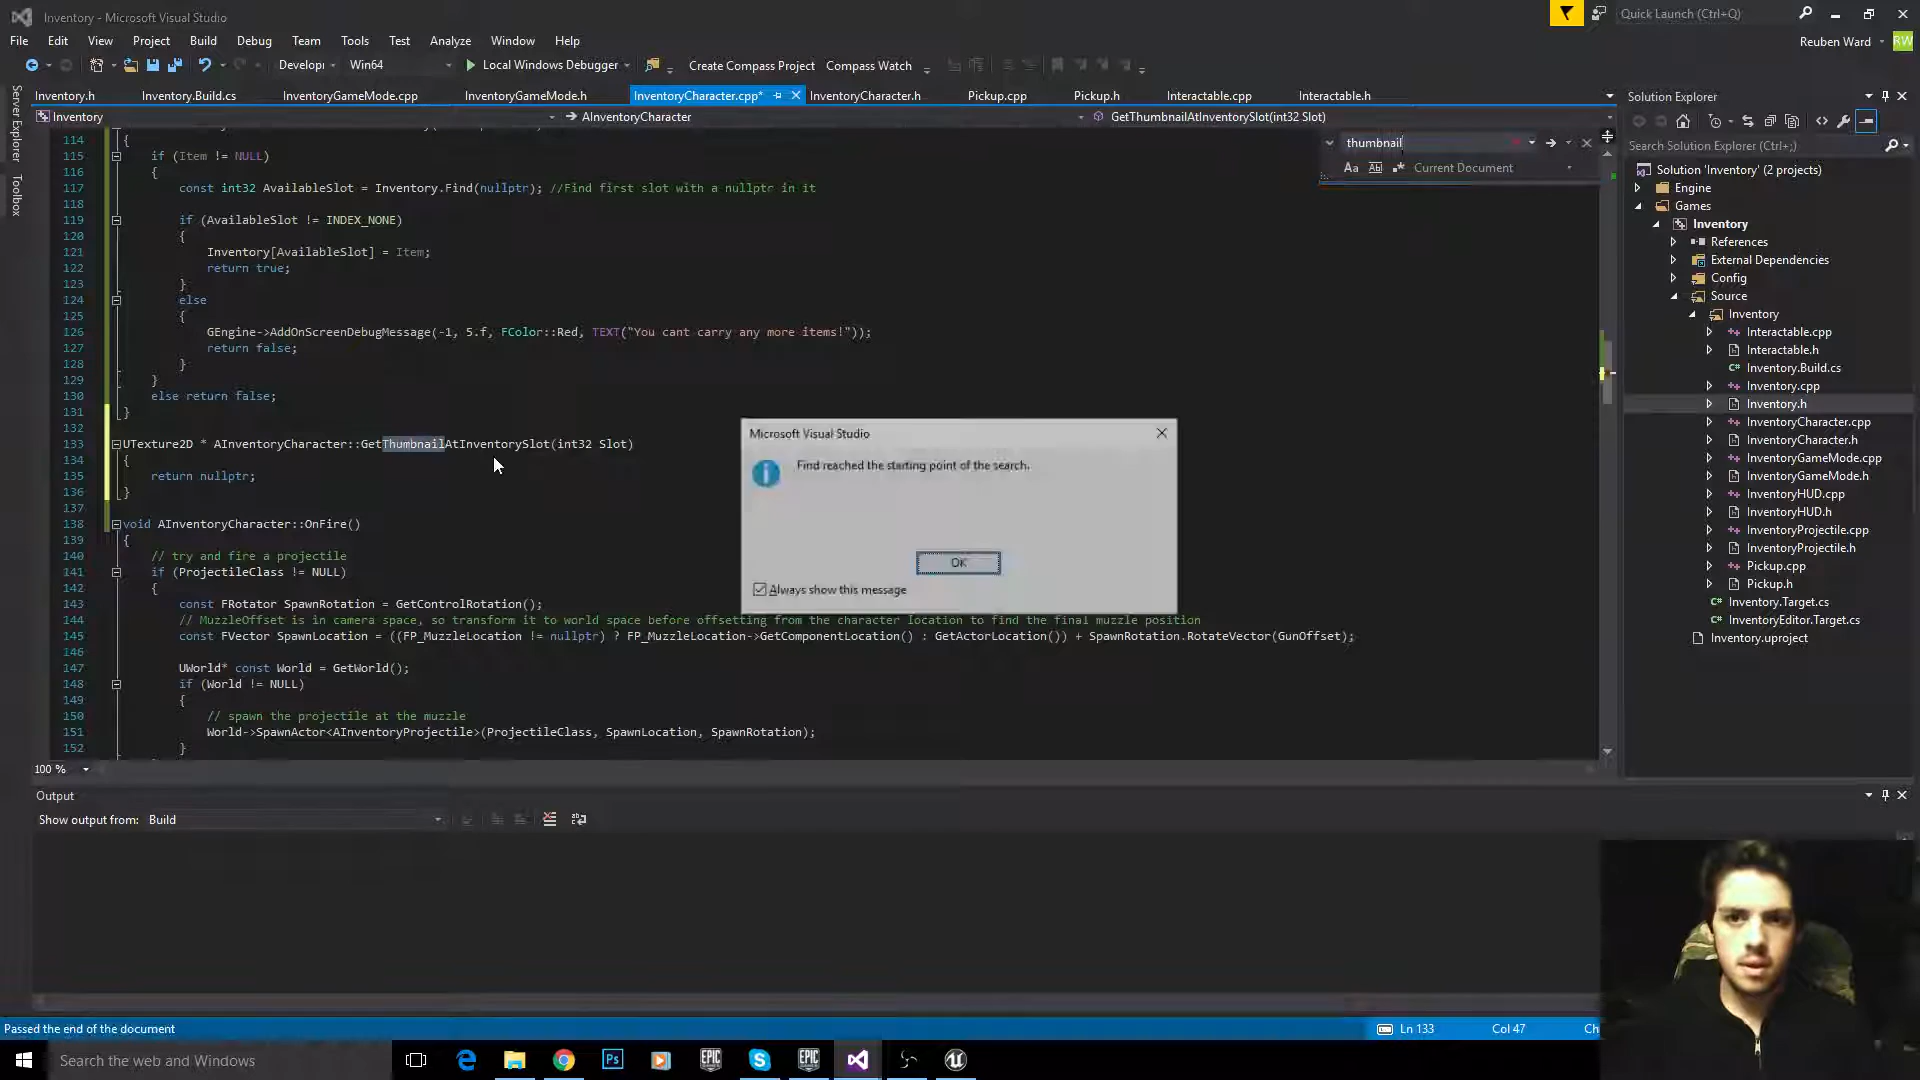 Inventory - Microsoft Visual Studio
Quick Launch (Ctrl+Q)
File Edit View Project Build Debug Team Tools Test Analyze Window Help
Reuben Ward RW
Developi Win64 Local Windows Debugger Create Compass Project Compass Watch
Inventory.h Inventory.Build.cs InventoryGameMode.cpp InventoryGameMode.h InventoryCharacter.cpp* InventoryCharacter.h Pickup.cpp Pickup.h Interactable.cpp Interactable.h
Inventory AInventoryCharacter GetThumbnailAtInventorySlot(int32 Slot)
Server Explorer
Toolbox
thumbnail
Aa Ab Current Document
114 {
115 if (Item != NULL)
116 {
117 const int32 AvailableSlot = Inventory.Find(nullptr); //Find first slot with a nullptr in it
118
119 if (AvailableSlot != INDEX_NONE)
120 {
121 Inventory[AvailableSlot] = Item;
122 return true;
123 }
124 else
125 {
126 GEngine->AddOnScreenDebugMessage(-1, 5.f, FColor::Red, TEXT("You cant carry any more items!"));
127 return false;
128 }
129 }
130 else return false;
131 }
132
133 UTexture2D * AInventoryCharacter::GetThumbnailAtInventorySlot(int32 Slot)
134 {
135 return nullptr;
136 }
137
138 void AInventoryCharacter::OnFire()
139 {
140 // try and fire a projectile
141 if (ProjectileClass != NULL)
142 {
143 const FRotator SpawnRotation = GetControlRotation();
144 // MuzzleOffset is in camera space, so transform it to world space before offsetting from the character location to find the final muzzle position
145 const FVector SpawnLocation = ((FP_MuzzleLocation != nullptr) ? FP_MuzzleLocation->GetComponentLocation() : GetActorLocation()) + SpawnRotation.RotateVector(GunOffset);
146
147 UWorld* const World = GetWorld();
148 if (World != NULL)
149 {
150 // spawn the projectile at the muzzle
151 World->SpawnActor<AInventoryProjectile>(ProjectileClass, SpawnLocation, SpawnRotation);
152 }
Microsoft Visual Studio
Find reached the starting point of the search.
OK
Always show this message
100 %
Output
Show output from: Build
Solution Explorer
Search Solution Explorer (Ctrl+;)
Solution 'Inventory' (2 projects)
Engine
Games
Inventory
References
External Dependencies
Config
Source
Inventory
Interactable.cpp
Interactable.h
Inventory.Build.cs
Inventory.cpp
Inventory.h
InventoryCharacter.cpp
InventoryCharacter.h
InventoryGameMode.cpp
InventoryGameMode.h
InventoryHUD.cpp
InventoryHUD.h
InventoryProjectile.cpp
InventoryProjectile.h
Pickup.cpp
Pickup.h
Inventory.Target.cs
InventoryEditor.Target.cs
Inventory.uproject
Passed the end of the document
Ln 133 Col 47 Ch
Search the web and Windows
Ps
EPIC
EPIC